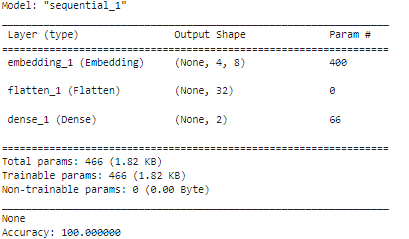 Model: "sequential_1"
Layer (type) Output Shape Param #
embedding_1 (Embedding) (None, 4, 8) 400
flatten_1 (Flatten) (None, 32) 0
dense_1 (Dense) (None, 2) 66
Total params: 466 (1.82 KB)
Trainable params: 466 (1.82 KB)
Non-trainable params: 0 (0.00 Byte)
None
Accuracy: 100.000000